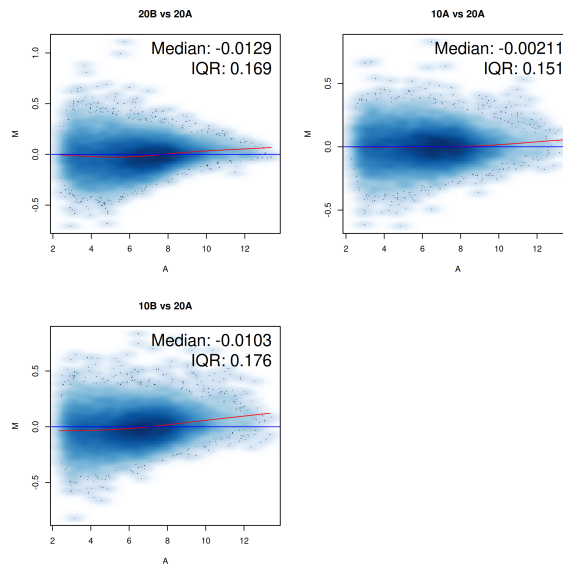 20B vs 20A
Median: -0.0129
IQR: 0.169
M
1.0
0.5
0.0
-0.5
2 4 6 8 10 12
A
10A vs 20A
Median: -0.00211
IQR: 0.151
M
0.5
0.0
-0.5
2 4 6 8 10 12
A
10B vs 20A
Median: -0.0103
IQR: 0.176
M
0.5
0.0
-0.5
2 4 6 8 10 12
A